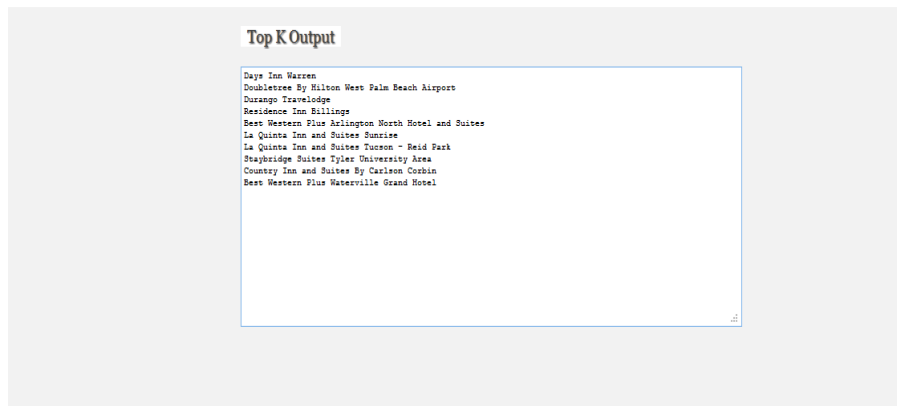 Top K Output
Days Inn Warren
Doubletree By Hilton West Palm Beach Airport
Durango Travelodge
Residence Inn Billings
Best Western Plus Arlington North Hotel and Suites
La Quinta Inn and Suites Sunrise
La Quinta Inn and Suites Tucson - Reid Park
Staybridge Suites Tyler University Area
Country Inn and Suites By Carlson Corbin
Best Western Plus Waterville Grand Hotel